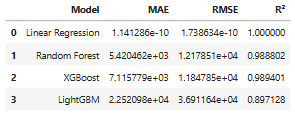 Model MAE RMSE R²
0 Linear Regression 1.141286e-10 1.738634e-10 1.000000
1 Random Forest 5.420462e+03 1.217851e+04 0.988802
2 XGBoost 7.115779e+03 1.184785e+04 0.989401
3 LightGBM 2.252098e+04 3.691164e+04 0.897128